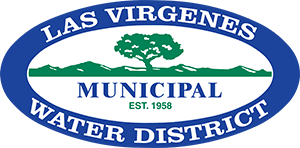 LAS VIRGENES
MUNICIPAL
EST. 1958
WATER DISTRICT